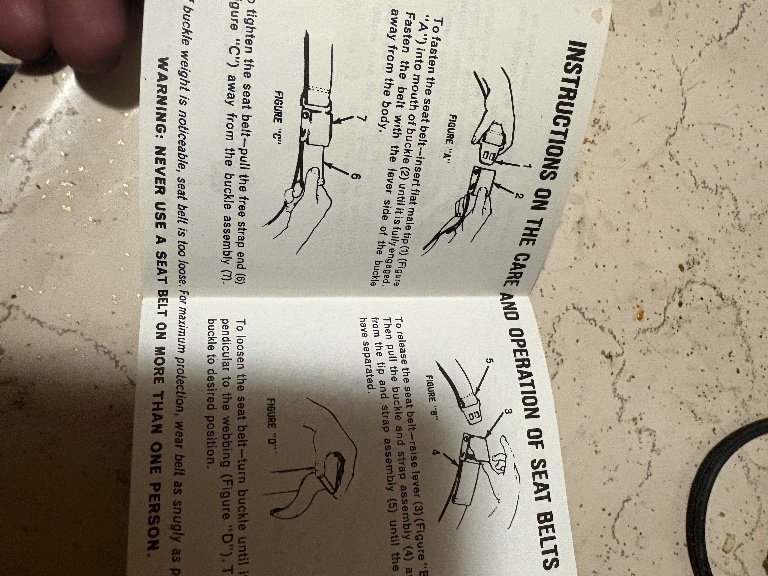 INSTRUCTIONS ON THE CARE AND OPERATION OF SEAT BELTS
1
2
FIGURE "A"
To fasten the seat belt—insert flat male tip (1) (Figure
"A") into mouth of buckle (2) until it is fully engaged.
Fasten the belt with the lever side of the buckle
away from the body.
5
3
4
FIGURE "B"
To release the seat belt—raise lever (3) (Figure "B
Then pull the buckle and strap assembly (4) a
from the tip and strap assembly (5) until the
have separated.
7
6
FIGURE "C"
tighten the seat belt—pull the free strap end (6)
gure "C") away from the buckle assembly (7).
FIGURE "D"
To loosen the seat belt—turn buckle until i
pendicular to the webbing (Figure "D"). T
buckle to desired position.
f buckle weight is noticeable, seat belt is too loose. For maximum protection, wear belt as snugly as p
WARNING: NEVER USE A SEAT BELT ON MORE THAN ONE PERSON.